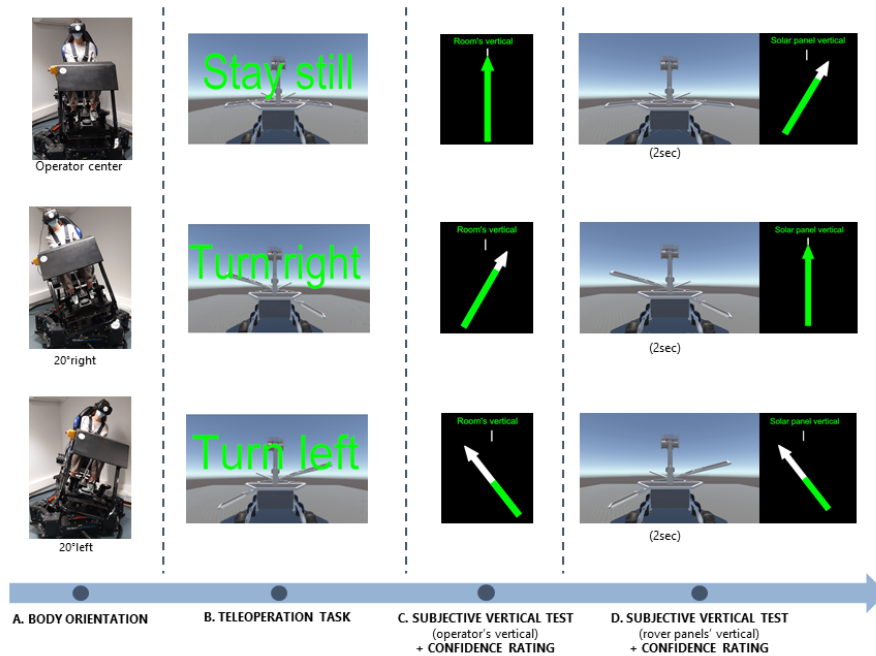 Stay still
Room's vertical
Solar panel vertical
Operator center
(2sec)
Turn right
Room's vertical
Solar panel vertical
20°right
(2sec)
Turn left
Room's vertical
Solar panel vertical
20°left
(2sec)
A. BODY ORIENTATION
B. TELEOPERATION TASK
C. SUBJECTIVE VERTICAL TEST
(operator's vertical)
+ CONFIDENCE RATING
D. SUBJECTIVE VERTICAL TEST
(rover panels' vertical)
+ CONFIDENCE RATING